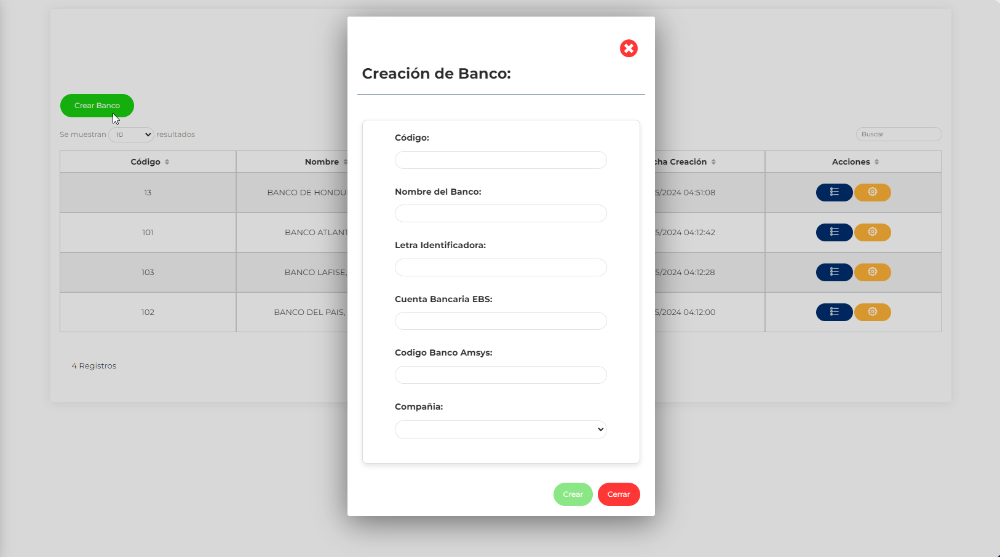 Creación de Banco:
Crear Banco
Se muestran 10 resultados
Buscar
Código Nombre Creación Acciones
13 BANCO DE 5/2024 04:51:08
101 BANCO 5/2024 04:12:42
103 BANCO LAFISE, 5/2024 04:12:28
102 BANCO DEL PAIS, 5/2024 04:12:00
4 Registros
Código:
Nombre del Banco:
Letra Identificadora:
Cuenta Bancaria EBS:
Codigo Banco Amsys:
Compañia:
Crear Cerrar